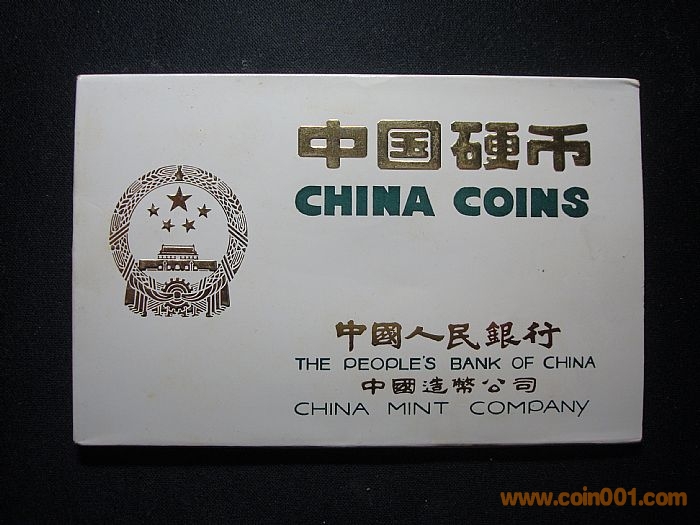 中国硬币
CHINA COINS
中國人民銀行
THE PEOPLE'S BANK OF CHINA
中國造幣公司
CHINA MINT COMPANY
www.coin001.com